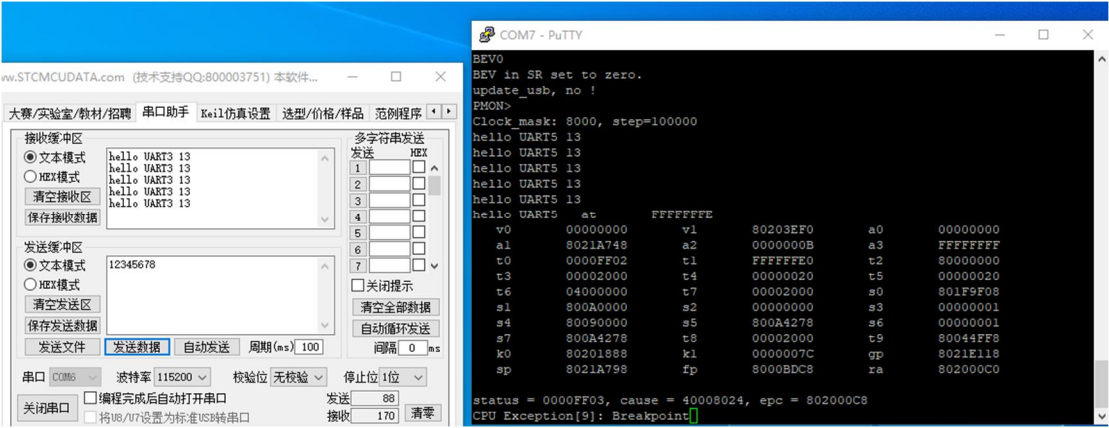 ww.STCMCUDATA.com (技术支持QQ:800003751) 本软件...
大赛/实验室/教材/招聘 串口助手 Keil仿真设置 选型/价格/样品 范例程序
接收缓冲区
文本模式
HEX模式
清空接收区
保存接收数据
hello UART3 13
hello UART3 13
hello UART3 13
hello UART3 13
hello UART3 13
多字符串发送
发送 HEX
1
2
3
4
5
6
7
关闭提示
清空全部数据
自动循环发送
间隔 0 ms
发送缓冲区
文本模式
HEX模式
清空发送区
保存发送数据
12345678
发送文件 发送数据 自动发送 周期(ms) 100
串口 COM6 波特率 115200 校验位 无校验 停止位 1位
关闭串口 编程完成后自动打开串口
将U8/U7设置为标准USB转串口
发送 88
接收 170 清零
COM7 - PuTTY
BEV0
BEV in SR set to zero.
update_usb, no !
PMON>
Clock_mask: 8000, step=100000
hello UART5 13
hello UART5 13
hello UART5 13
hello UART5 13
hello UART5 13
hello UART5 at FFFFFFFE
v0 00000000 v1 80203EF0 a0 00000000
a1 8021A748 a2 0000000B a3 FFFFFFFF
t0 0000FF02 t1 FFFFFFE0 t2 80000000
t3 00002000 t4 00000020 t5 00000020
t6 04000000 t7 00002000 s0 801F9F08
s1 800A0000 s2 00000000 s3 00000001
s4 80090000 s5 800A4278 s6 00000001
s7 800A4278 t8 00002000 t9 80044FF8
k0 80201888 k1 0000007C gp 8021E118
sp 8021A798 fp 8000BDC8 ra 802000C0
status = 0000FF03, cause = 40008024, epc = 802000C8
CPU Exception[9]: Breakpoint